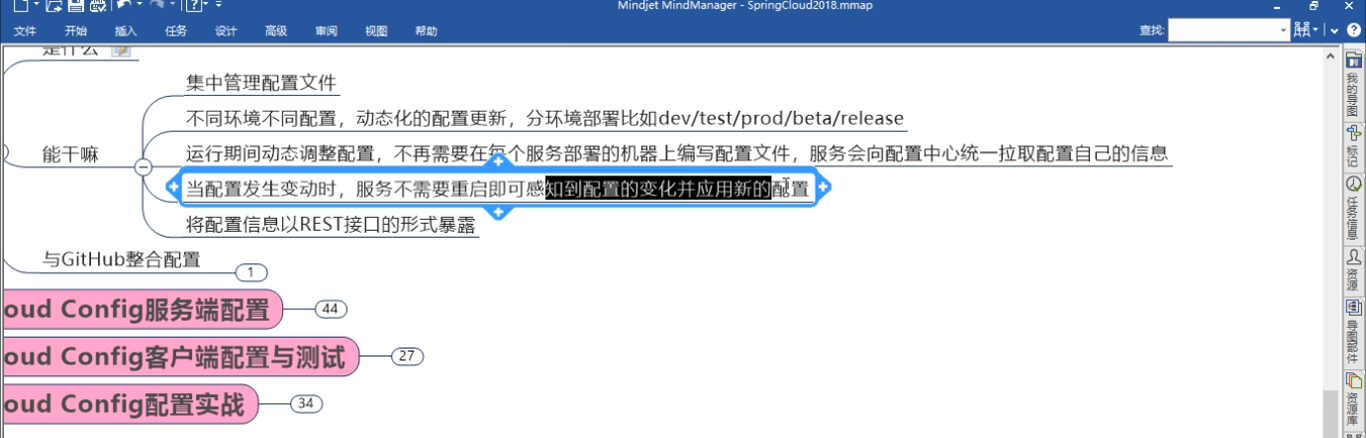 Mindjet MindManager - SpringCloud2018.mmap
文件 开始 插入 任务 设计 高级 审阅 视图 帮助 查找:
是什么
集中管理配置文件
不同环境不同配置，动态化的配置更新，分环境部署比如dev/test/prod/beta/release
能干嘛
运行期间动态调整配置，不再需要在每个服务部署的机器上编写配置文件，服务会向配置中心统一拉取配置自己的信息
当配置发生变动时，服务不需要重启即可感知到配置的变化并应用新的配置
将配置信息以REST接口的形式暴露
与GitHub整合配置
1
oud Config服务端配置
44
oud Config客户端配置与测试
27
oud Config配置实战
34
我的导图
标记
任务信息
资源
导图部件
资源库